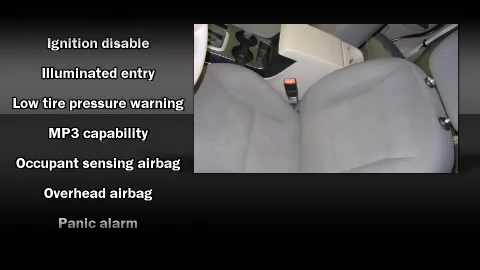 Ignition disable
Illuminated entry
Low tire pressure warning
MP3 capability
Occupant sensing airbag
Overhead airbag
Panic alarm